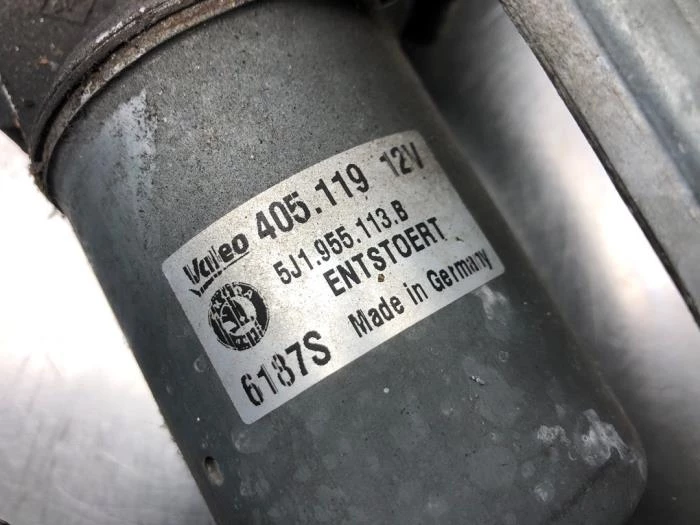 Valeo 405.119 12V
5J1.955.113.B
ENTSTOERT
6187S Made in Germany